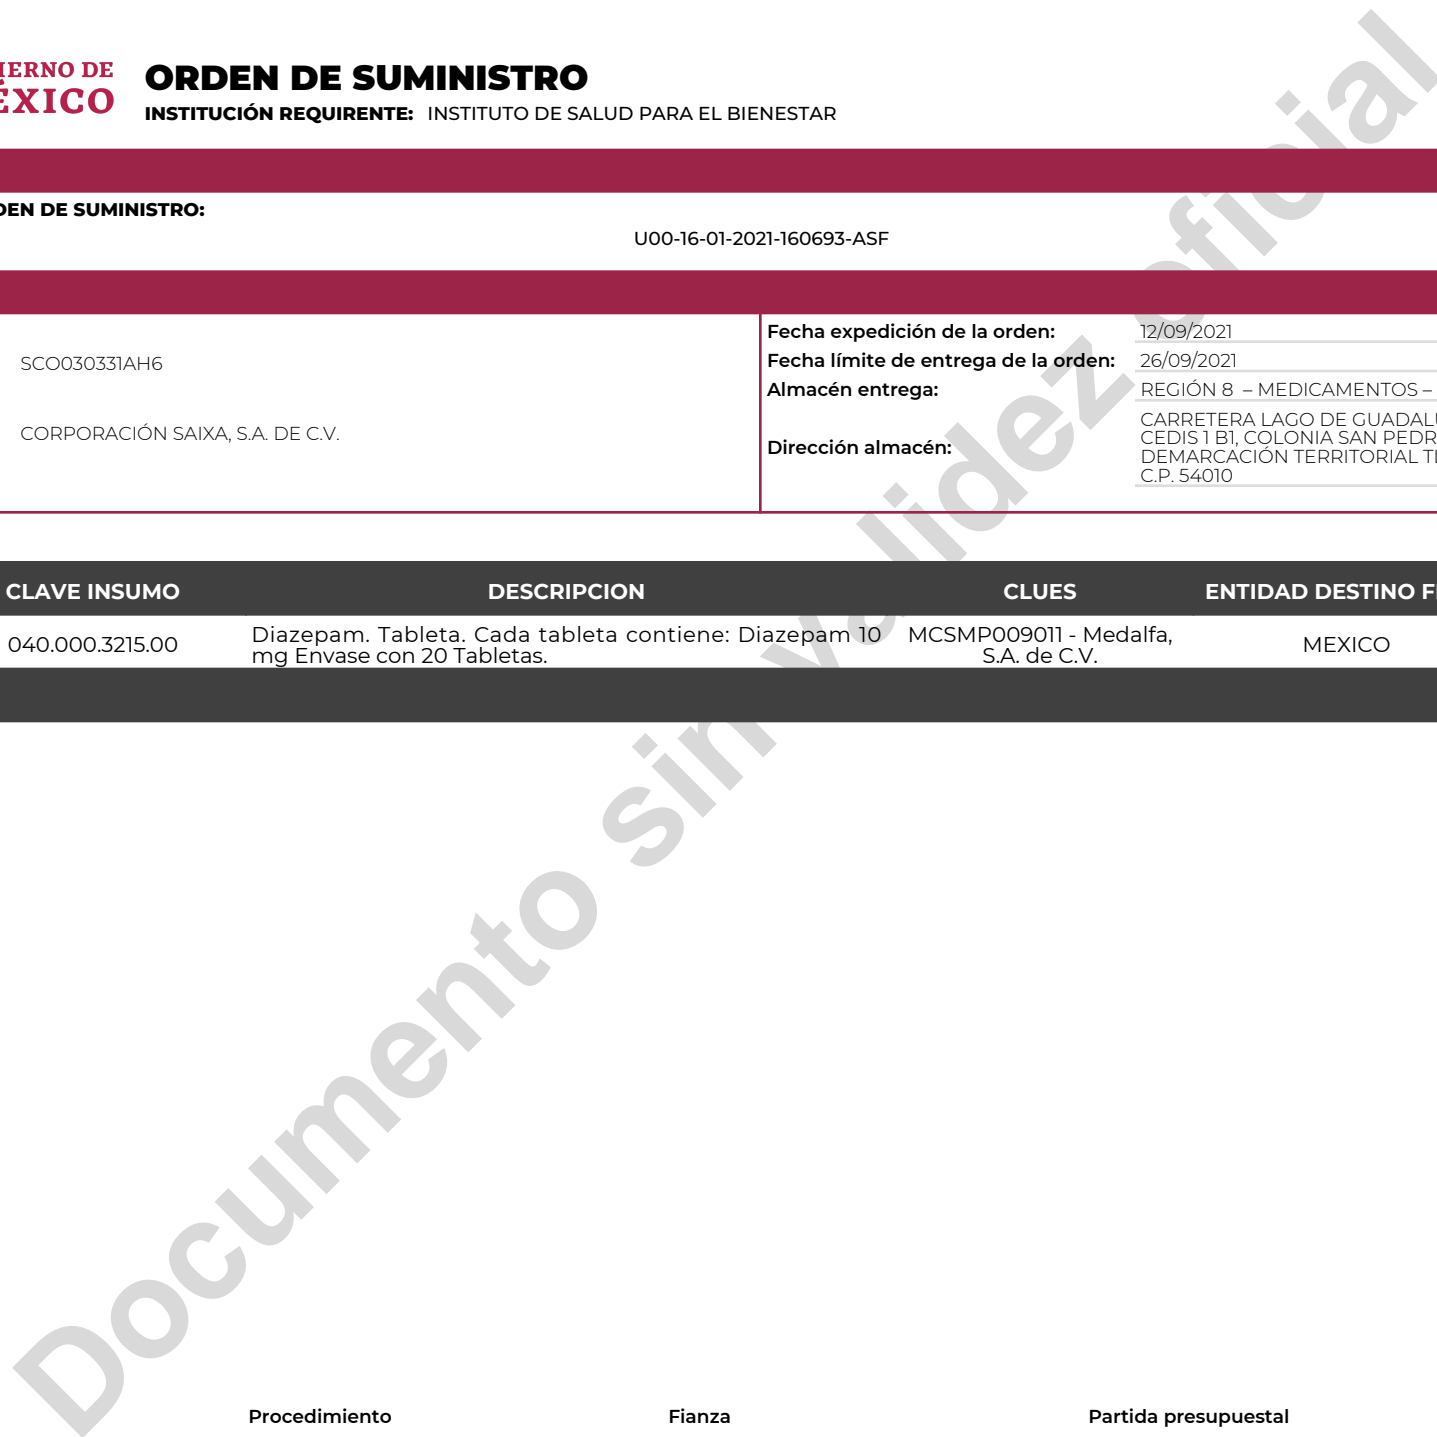 IERNO DE
ÉXICO
ORDEN DE SUMINISTRO
INSTITUCIÓN REQUIRENTE: INSTITUTO DE SALUD PARA EL BIENESTAR
DEN DE SUMINISTRO:
U00-16-01-2021-160693-ASF
SCO030331AH6
CORPORACIÓN SAIXA, S.A. DE C.V.
Fecha expedición de la orden: 12/09/2021
Fecha límite de entrega de la orden: 26/09/2021
Almacén entrega: REGIÓN 8 – MEDICAMENTOS –
Dirección almacén:
CARRETERA LAGO DE GUADALU
CEDIS 1 B1, COLONIA SAN PEDR
DEMARCACIÓN TERRITORIAL TL
C.P. 54010
CLAVE INSUMO DESCRIPCION CLUES ENTIDAD DESTINO FI
040.000.3215.00
Diazepam. Tableta. Cada tableta contiene: Diazepam 10
mg Envase con 20 Tabletas.
MCSMP009011 - Medalfa,
S.A. de C.V.
MEXICO
Documento sin validez oficial
Procedimiento Fianza Partida presupuestal